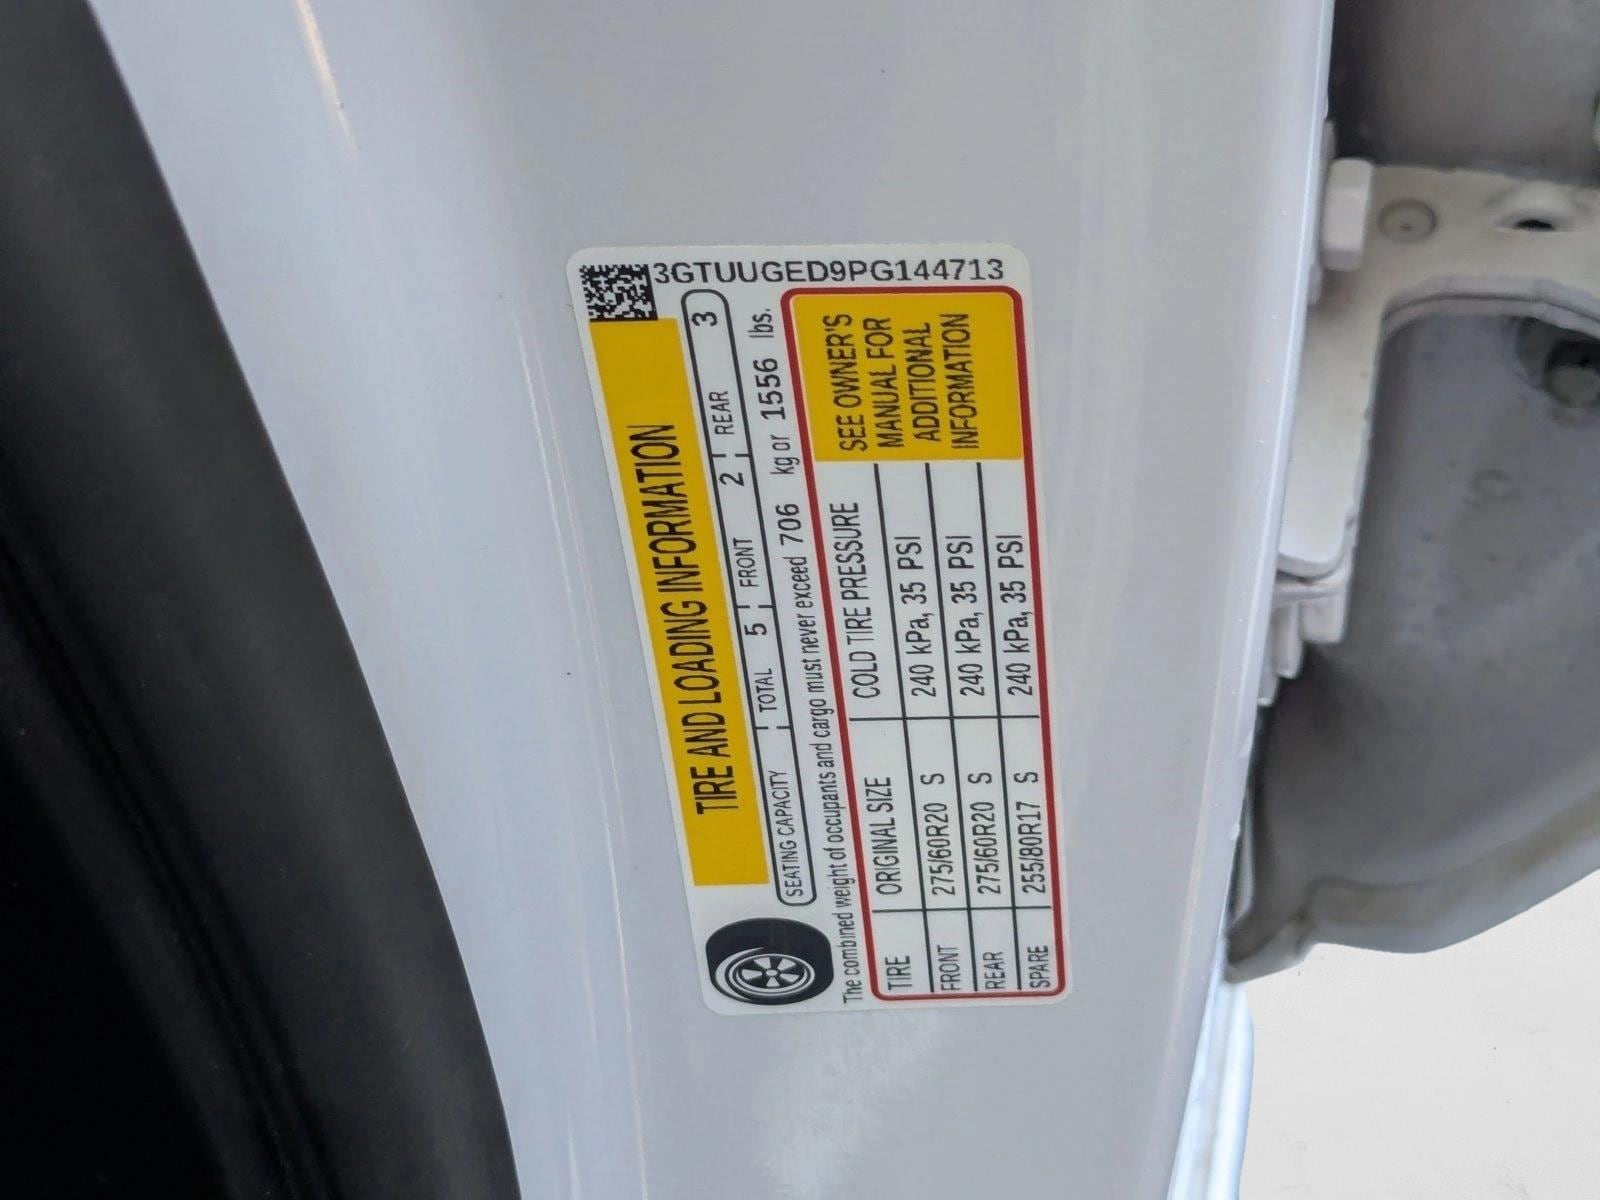 3GTUUGED9PG144713
TIRE AND LOADING INFORMATION
SEATING CAPACITY TOTAL 5 FRONT 2 REAR 3
The combined weight of occupants and cargo must never exceed 706 kg or 1556 lbs.
TIRE ORIGINAL SIZE COLD TIRE PRESSURE
FRONT 275/60R20 S 240 kPa, 35 PSI
REAR 275/60R20 S 240 kPa, 35 PSI
SPARE 255/80R17 S 240 kPa, 35 PSI
SEE OWNER'S
MANUAL FOR
ADDITIONAL
INFORMATION